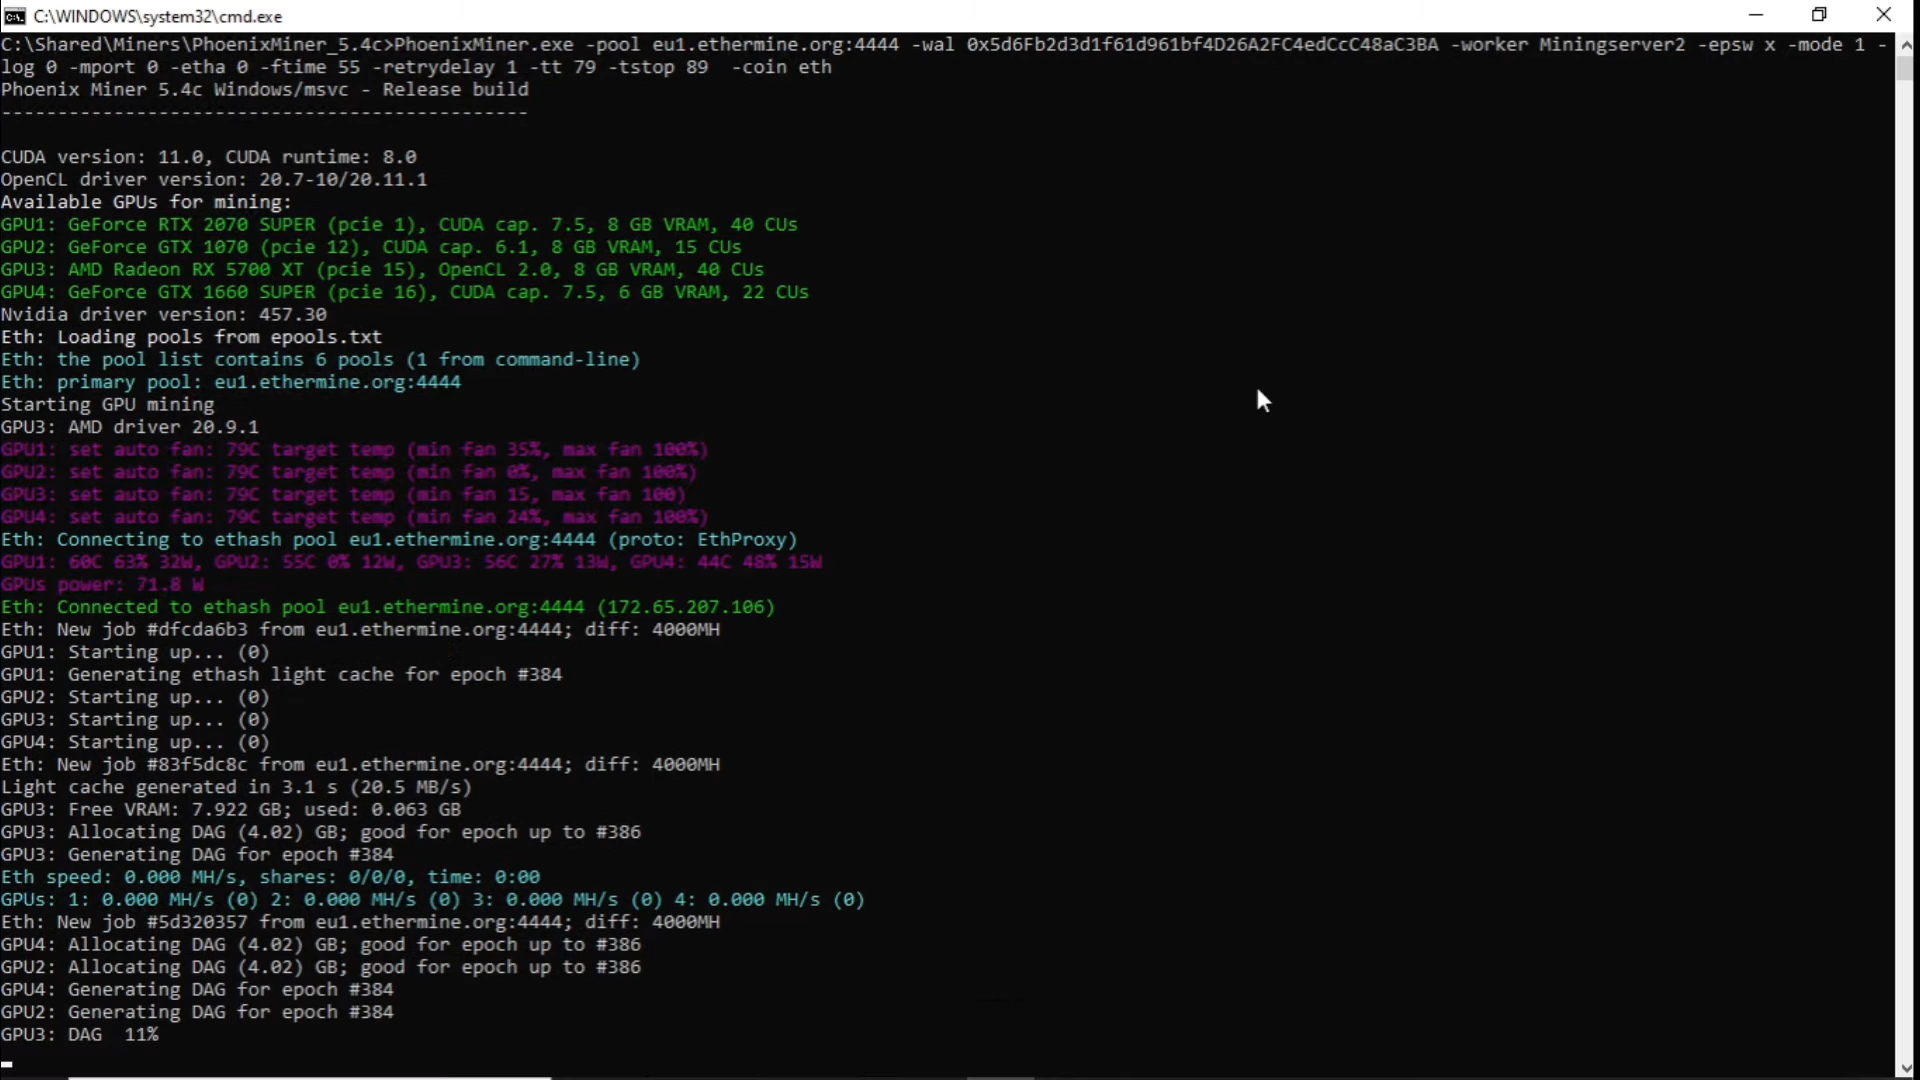 C:\WINDOWS\system32\cmd.exe
C:\Shared\Miners\PhoenixMiner_5.4c>PhoenixMiner.exe -pool eu1.ethermine.org:4444 -wal 0x5d6Fb2d3d1f61d961bf4D26A2FC4edCcC48aC3BA -worker Miningserver2 -epsw x -mode 1 -
log 0 -mport 0 -etha 0 -ftime 55 -retrydelay 1 -tt 79 -tstop 89  -coin eth
Phoenix Miner 5.4c Windows/msvc - Release build
-----------------------------------------------
CUDA version: 11.0, CUDA runtime: 8.0
OpenCL driver version: 20.7-10/20.11.1
Available GPUs for mining:
GPU1: GeForce RTX 2070 SUPER (pcie 1), CUDA cap. 7.5, 8 GB VRAM, 40 CUs
GPU2: GeForce GTX 1070 (pcie 12), CUDA cap. 6.1, 8 GB VRAM, 15 CUs
GPU3: AMD Radeon RX 5700 XT (pcie 15), OpenCL 2.0, 8 GB VRAM, 40 CUs
GPU4: GeForce GTX 1660 SUPER (pcie 16), CUDA cap. 7.5, 6 GB VRAM, 22 CUs
Nvidia driver version: 457.30
Eth: Loading pools from epools.txt
Eth: the pool list contains 6 pools (1 from command-line)
Eth: primary pool: eu1.ethermine.org:4444
Starting GPU mining
GPU3: AMD driver 20.9.1
GPU1: set auto fan: 79C target temp (min fan 35%, max fan 100%)
GPU2: set auto fan: 79C target temp (min fan 0%, max fan 100%)
GPU3: set auto fan: 79C target temp (min fan 15, max fan 100)
GPU4: set auto fan: 79C target temp (min fan 24%, max fan 100%)
Eth: Connecting to ethash pool eu1.ethermine.org:4444 (proto: EthProxy)
GPU1: 60C 63% 32W, GPU2: 55C 0% 12W, GPU3: 56C 27% 13W, GPU4: 44C 48% 15W
GPUs power: 71.8 W
Eth: Connected to ethash pool eu1.ethermine.org:4444 (172.65.207.106)
Eth: New job #dfcda6b3 from eu1.ethermine.org:4444; diff: 4000MH
GPU1: Starting up... (0)
GPU1: Generating ethash light cache for epoch #384
GPU2: Starting up... (0)
GPU3: Starting up... (0)
GPU4: Starting up... (0)
Eth: New job #83f5dc8c from eu1.ethermine.org:4444; diff: 4000MH
Light cache generated in 3.1 s (20.5 MB/s)
GPU3: Free VRAM: 7.922 GB; used: 0.063 GB
GPU3: Allocating DAG (4.02) GB; good for epoch up to #386
GPU3: Generating DAG for epoch #384
Eth speed: 0.000 MH/s, shares: 0/0/0, time: 0:00
GPUs: 1: 0.000 MH/s (0) 2: 0.000 MH/s (0) 3: 0.000 MH/s (0) 4: 0.000 MH/s (0)
Eth: New job #5d320357 from eu1.ethermine.org:4444; diff: 4000MH
GPU4: Allocating DAG (4.02) GB; good for epoch up to #386
GPU2: Allocating DAG (4.02) GB; good for epoch up to #386
GPU4: Generating DAG for epoch #384
GPU2: Generating DAG for epoch #384
GPU3: DAG  11%